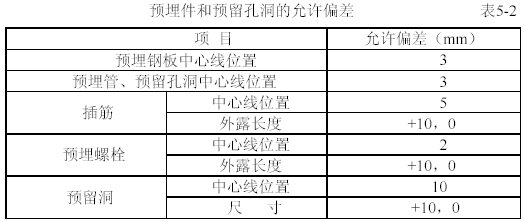 预埋件和预留孔洞的允许偏差 表5-2
项 目 允许偏差（mm）
预埋钢板中心线位置 3
预埋管、预留孔洞中心线位置 3
插筋 中心线位置 5
外露长度 +10，0
预埋螺栓 中心线位置 2
外露长度 +10，0
预留洞 中心线位置 10
尺 寸 +10，0